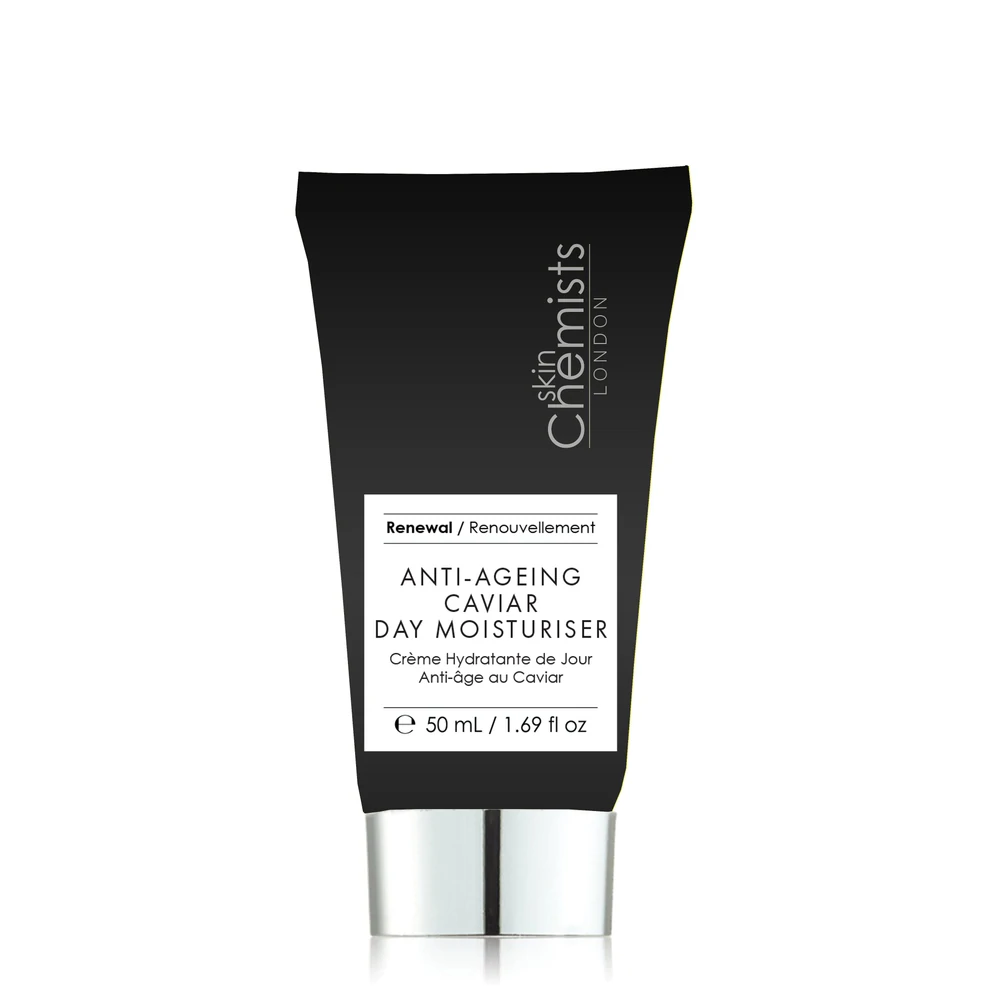 skin
Chemists
LONDON
Renewal / Renouvellement
ANTI-AGEING
CAVIAR
DAY MOISTURISER
Crème Hydratante de Jour
Anti-âge au Caviar
℮ 50 mL / 1.69 fl oz